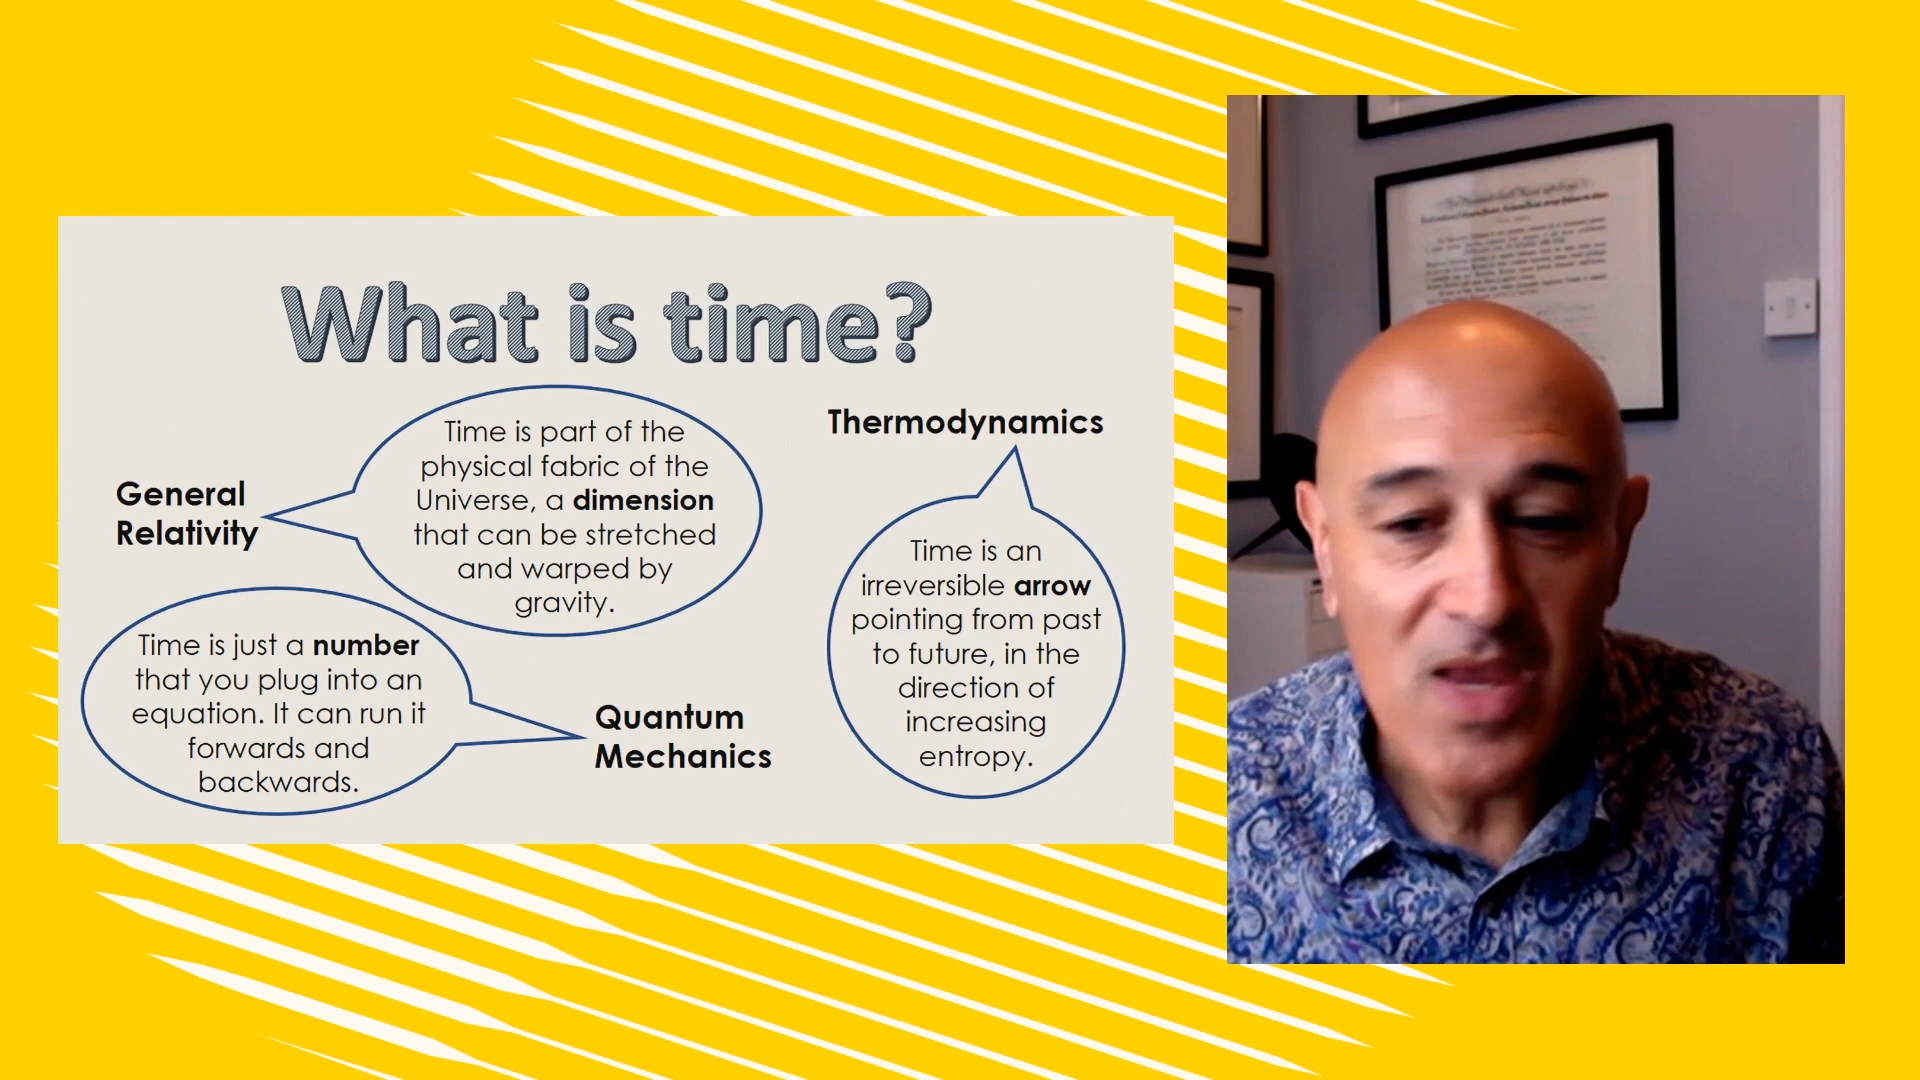 What is time?
General
Relativity
Time is part of the
physical fabric of the
Universe, a dimension
that can be stretched
and warped by
gravity.
Time is just a number
that you plug into an
equation. It can run it
forwards and
backwards.
Quantum
Mechanics
Thermodynamics
Time is an
irreversible arrow
pointing from past
to future, in the
direction of
increasing
entropy.